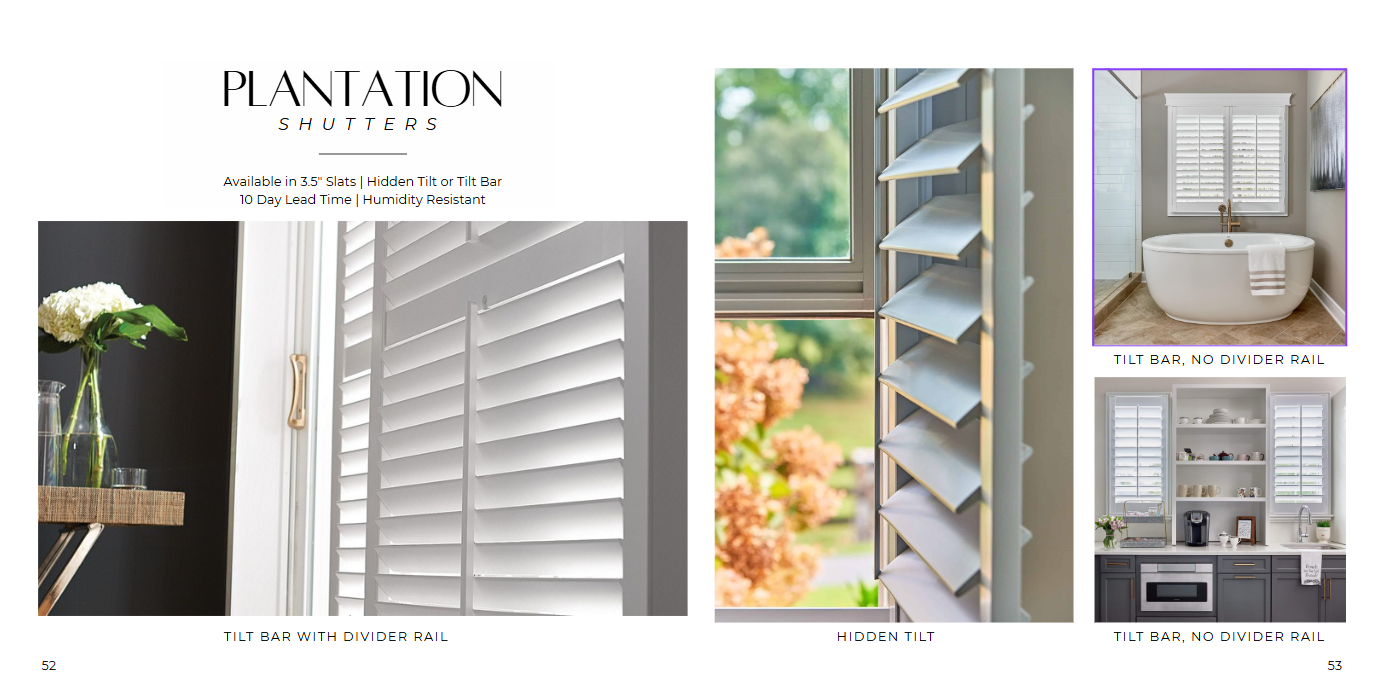 PLANTATION
SHUTTERS
Available in 3.5" Slats | Hidden Tilt or Tilt Bar
10 Day Lead Time | Humidity Resistant
TILT BAR WITH DIVIDER RAIL
52
HIDDEN TILT
TILT BAR, NO DIVIDER RAIL
TILT BAR, NO DIVIDER RAIL
53